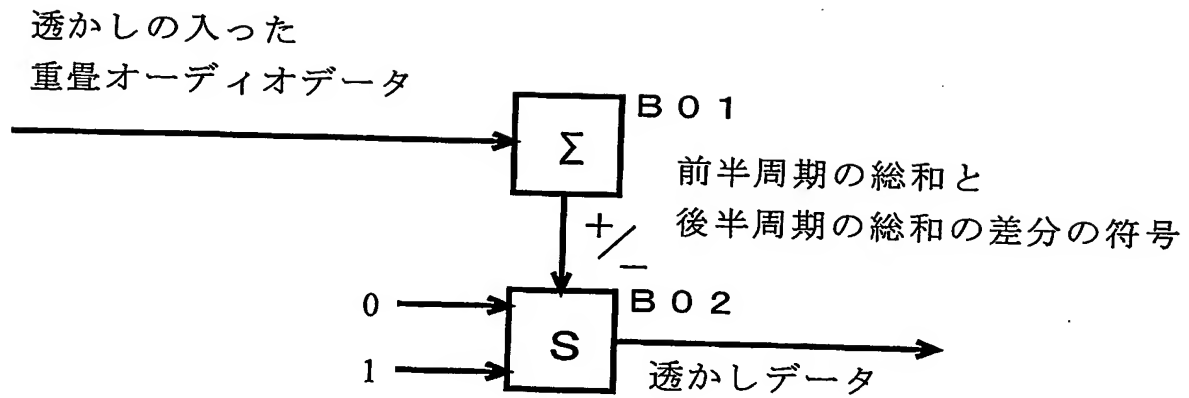 透かしの入った
重畳オーディオデータ
B01
Σ
前半周期の総和と
後半周期の総和の差分の符号
+/−
B02
0
S
1
透かしデータ